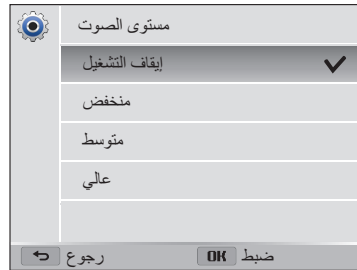 مستوى الصوت
إيقاف التشغيل
منخفض
متوسط
عالي
ضبط OK رجوع